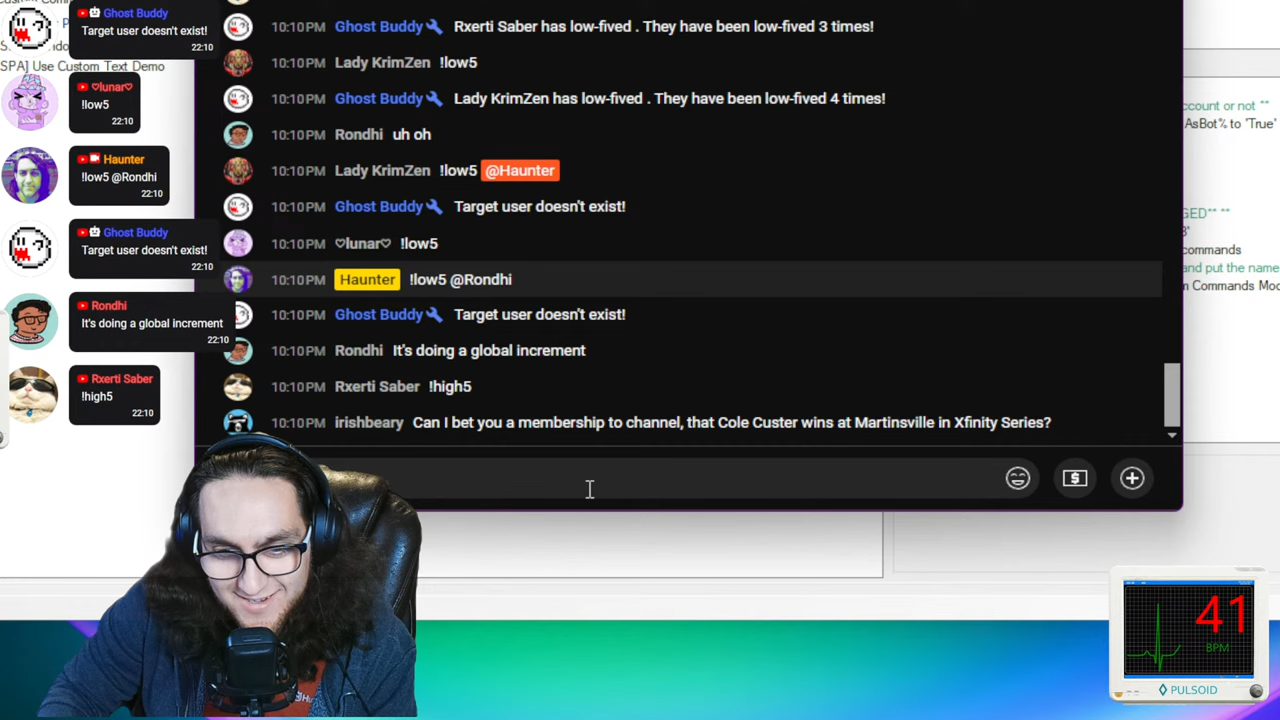 Ghost Buddy
Target user doesn't exist!
22:10
SPA] Use Custom Text Demo
♡lunar♡
!low5
22:10
Haunter
!low5 @Rondhi
22:10
Ghost Buddy
Target user doesn't exist!
22:10
Rondhi
It's doing a global increment
22:10
Rxerti Saber
!high5
22:10
10:10PM Ghost Buddy Rxerti Saber has low-fived . They have been low-fived 3 times!
10:10PM Lady KrimZen !low5
10:10PM Ghost Buddy Lady KrimZen has low-fived . They have been low-fived 4 times!
10:10PM Rondhi uh oh
10:10PM Lady KrimZen !low5 @Haunter
10:10PM Ghost Buddy Target user doesn't exist!
10:10PM ♡lunar♡ !low5
10:10PM Haunter !low5 @Rondhi
10:10PM Ghost Buddy Target user doesn't exist!
10:10PM Rondhi It's doing a global increment
10:10PM Rxerti Saber !high5
10:10PM irishbeary Can I bet you a membership to channel, that Cole Custer wins at Martinsville in Xfinity Series?
account or not **
AsBot% to 'True'
GED** **
commands
and put the name
Commands Mod
41
BPM
PULSOID